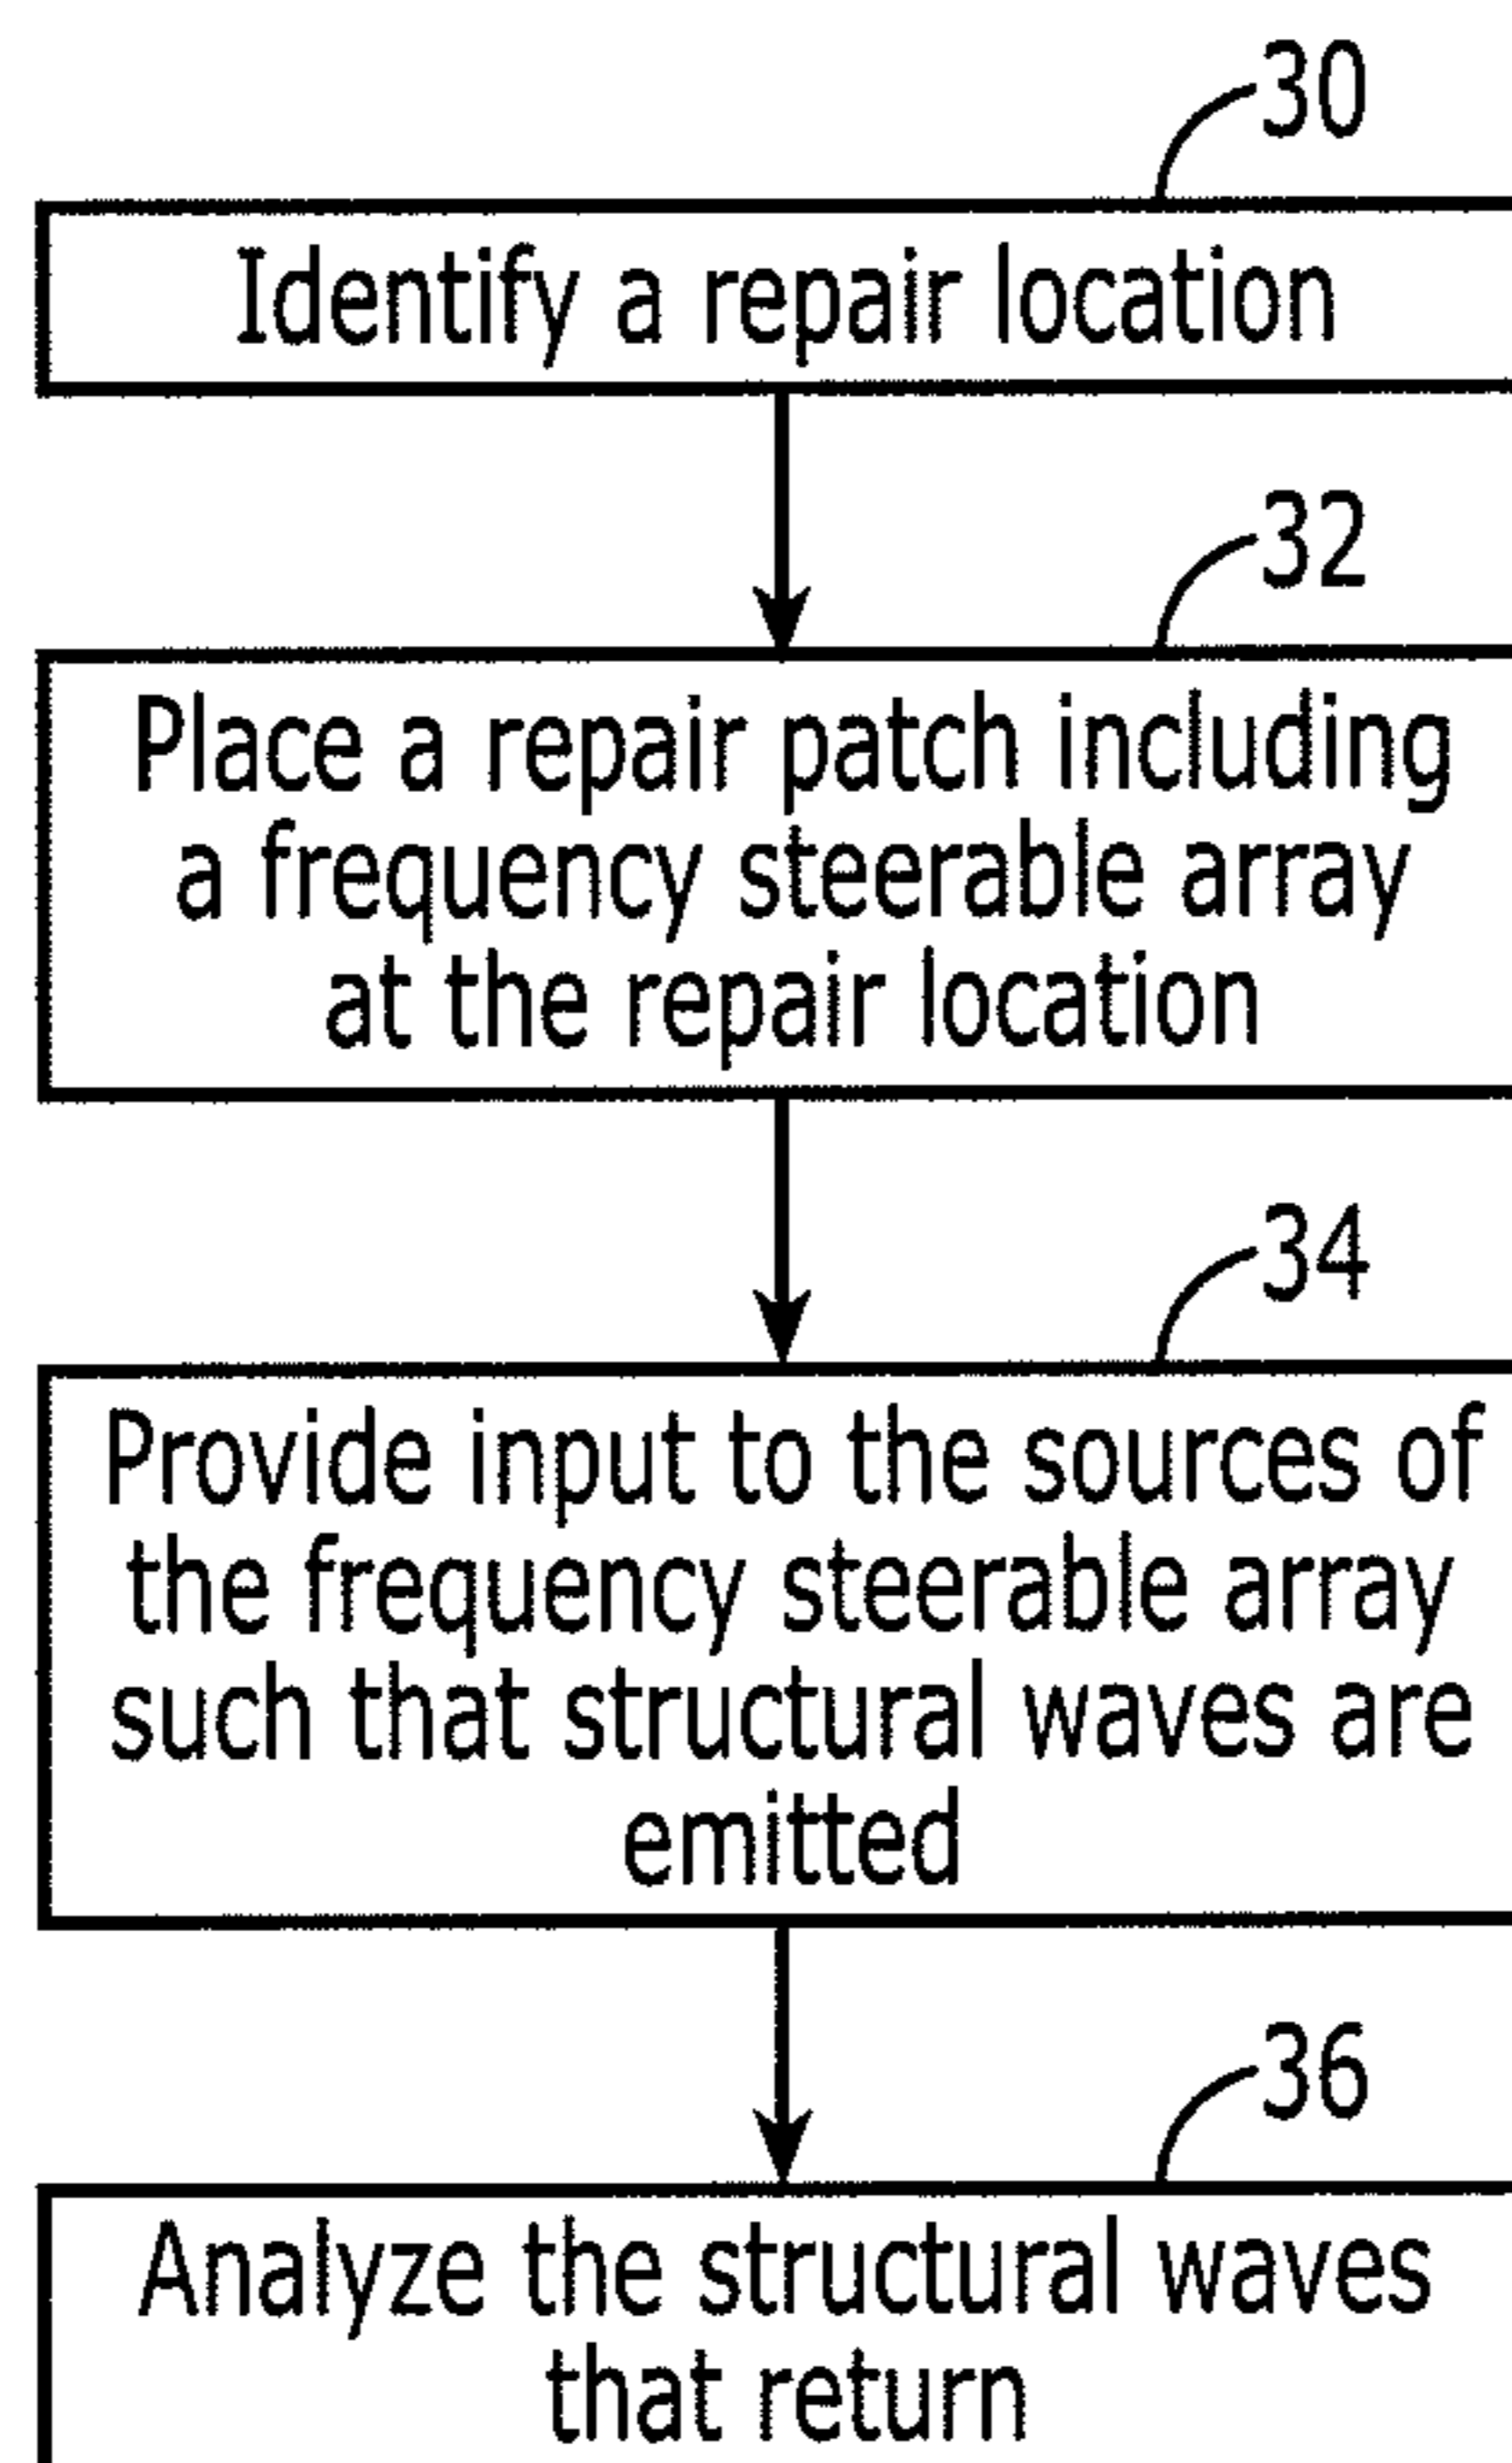 30
Identify a repair location
32
Place a repair patch including
a frequency steerable array
at the repair location
34
Provide input to the sources of
the frequency steerable array
such that structural waves are
emitted
36
Analyze the structural waves
that return